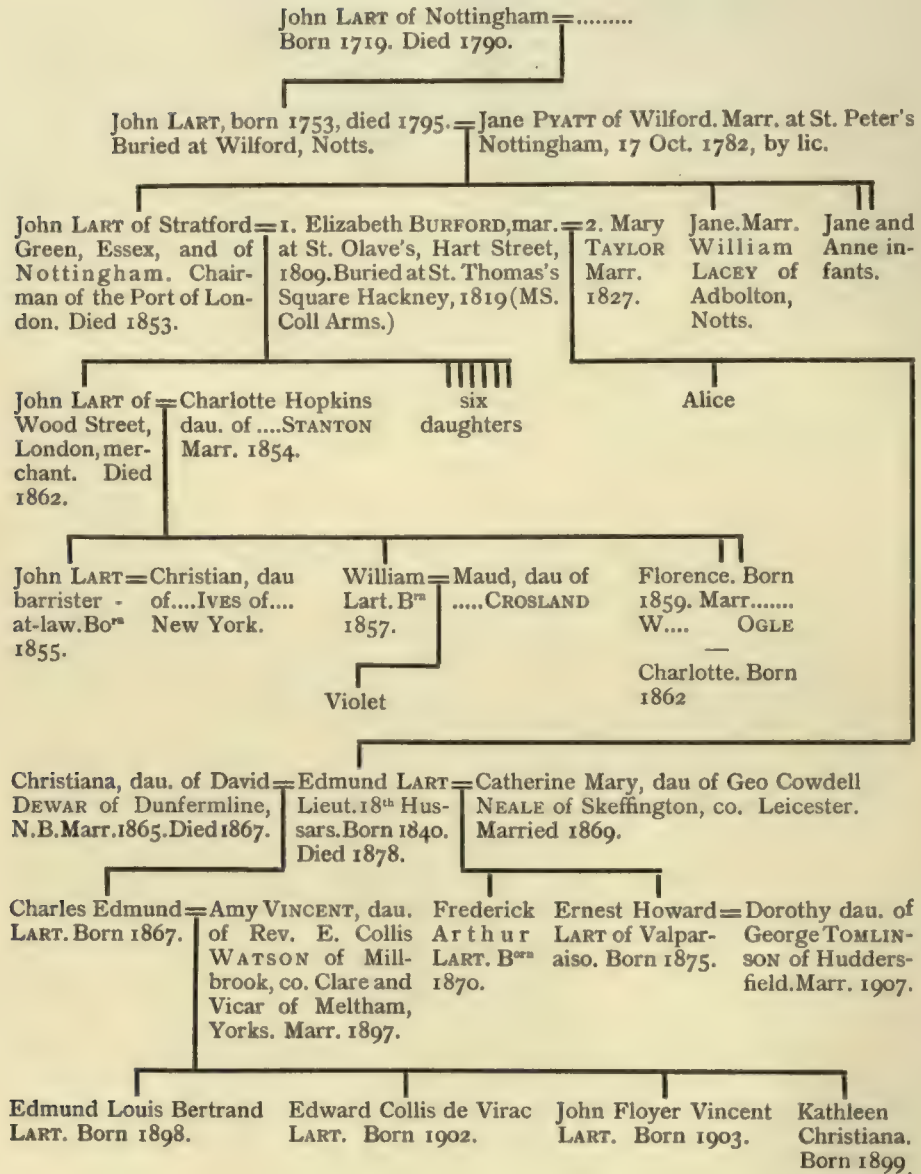 John LART of Nottingham=.........
Born 1719. Died 1790.
John LART, born 1753, died 1795.=
Buried at Wilford, Notts.
Jane PYATT of Wilford. Marr. at St. Peter's
Nottingham, 17 Oct. 1782, by lic.
John LART of Stratford=
Green, Essex, and of
Nottingham. Chair-
man of the Port of Lon-
don. Died 1853.
1. Elizabeth BURFORD, mar.=
at St. Olave's, Hart Street,
1809. Buried at St. Thomas's
Square Hackney, 1819 (MS.
Coll Arms.)
2. Mary
TAYLOR
Marr.
1827.
Jane. Marr.
William
LACEY of
Adbolton,
Notts.
Jane and
Anne in-
fants.
John LART of=
Wood Street,
London, mer-
chant. Died
1862.
Charlotte Hopkins
dau. of ....STANTON
Marr. 1854.
six
daughters
Alice
John LART=
barrister -
at-law. Born
1855.
Christian, dau
of....IVES of....
New York.
William=
Lart. Brn
1857.
Maud, dau of
.....CROSLAND
Florence. Born
1859. Marr.......
W.... OGLE
—
Charlotte. Born
1862
Violet
Christiana, dau. of David=
DEWAR of Dunfermline,
N.B. Marr. 1865. Died 1867.
Edmund LART=
Lieut. 18th Hus-
sars. Born 1840.
Died 1878.
Catherine Mary, dau of Geo Cowdell
NEALE of Skeffington, co. Leicester.
Married 1869.
Charles Edmund=
LART. Born 1867.
Amy VINCENT, dau.
of Rev. E. Collis
WATSON of Mill-
brook, co. Clare and
Vicar of Meltham,
Yorks. Marr. 1897.
Frederick
Arthur
LART. Born
1870.
Ernest Howard=
LART of Valpar-
aiso. Born 1875.
Dorothy dau. of
George TOMLIN-
SON of Hudders-
field. Marr. 1907.
Edmund Louis Bertrand
LART. Born 1898.
Edward Collis de Virac
LART. Born 1902.
John Floyer Vincent
LART. Born 1903.
Kathleen
Christiana.
Born 1899.